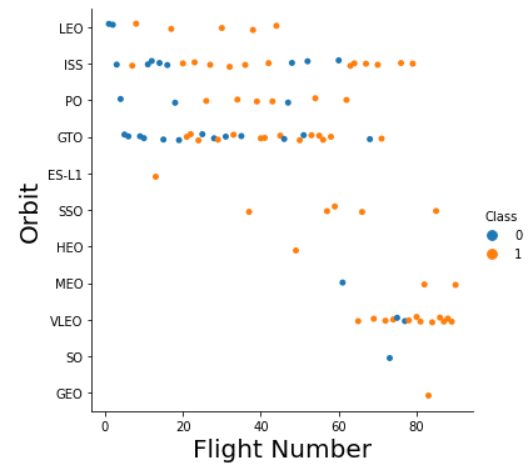 LEO
ISS
PO
GTO
ES-L1
SSO
HEO
MEO
VLEO
SO
GEO
Orbit
0 20 40 60 80
Flight Number
Class
0
1